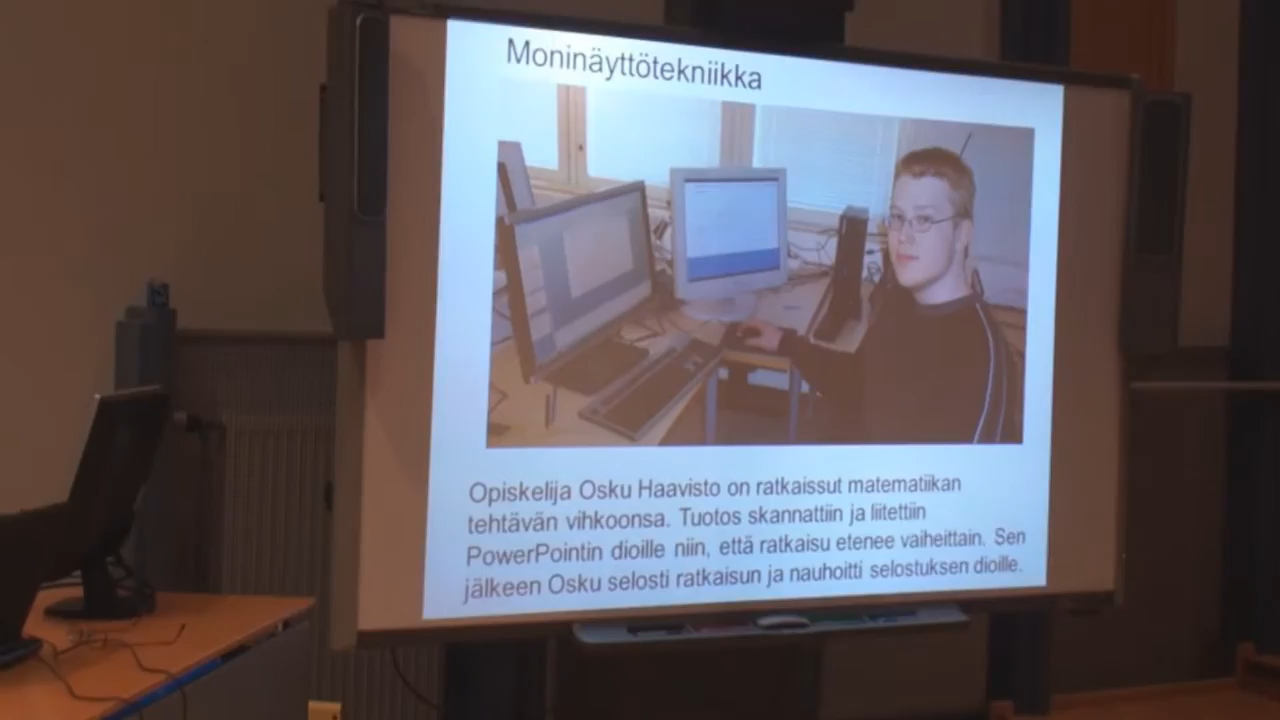 Moninäyttötekniikka
Opiskelija Osku Haavisto on ratkaissut matematiikan
tehtävän vihkoonsa. Tuotos skannattiin ja liitettiin
PowerPointin dioille niin, että ratkaisu etenee vaiheittain. Sen
jälkeen Osku selosti ratkaisun ja nauhoitti selostuksen dioille.